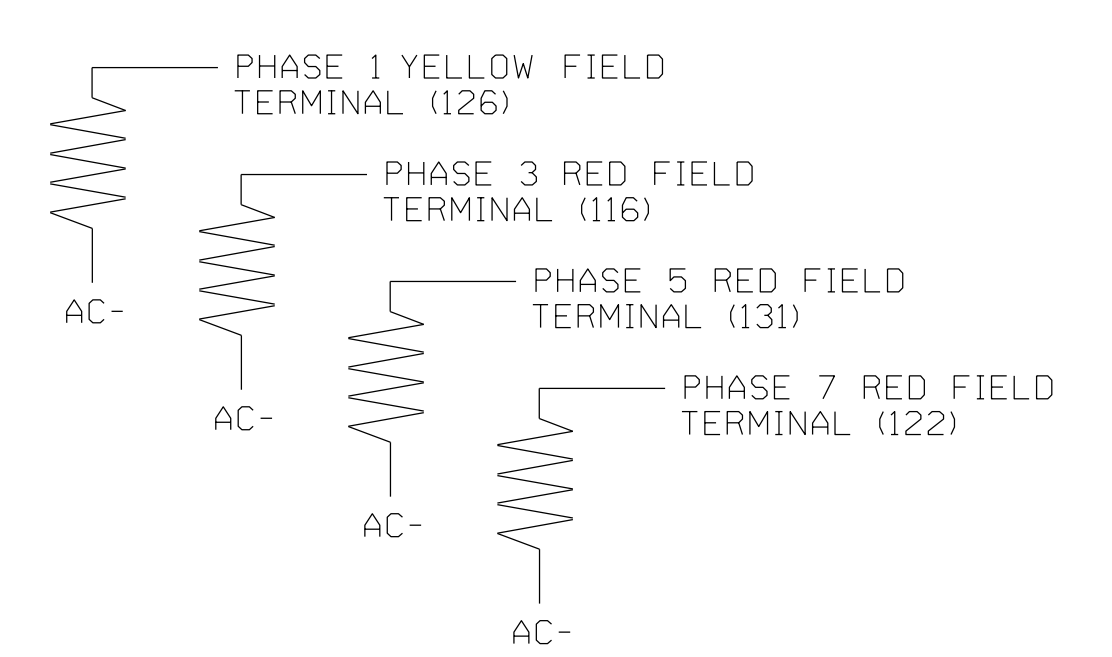 PHASE 1 YELLOW FIELD
TERMINAL (126)
PHASE 3 RED FIELD
TERMINAL (116)
AC-
PHASE 5 RED FIELD
TERMINAL (131)
AC-
PHASE 7 RED FIELD
TERMINAL (122)
AC-
AC-